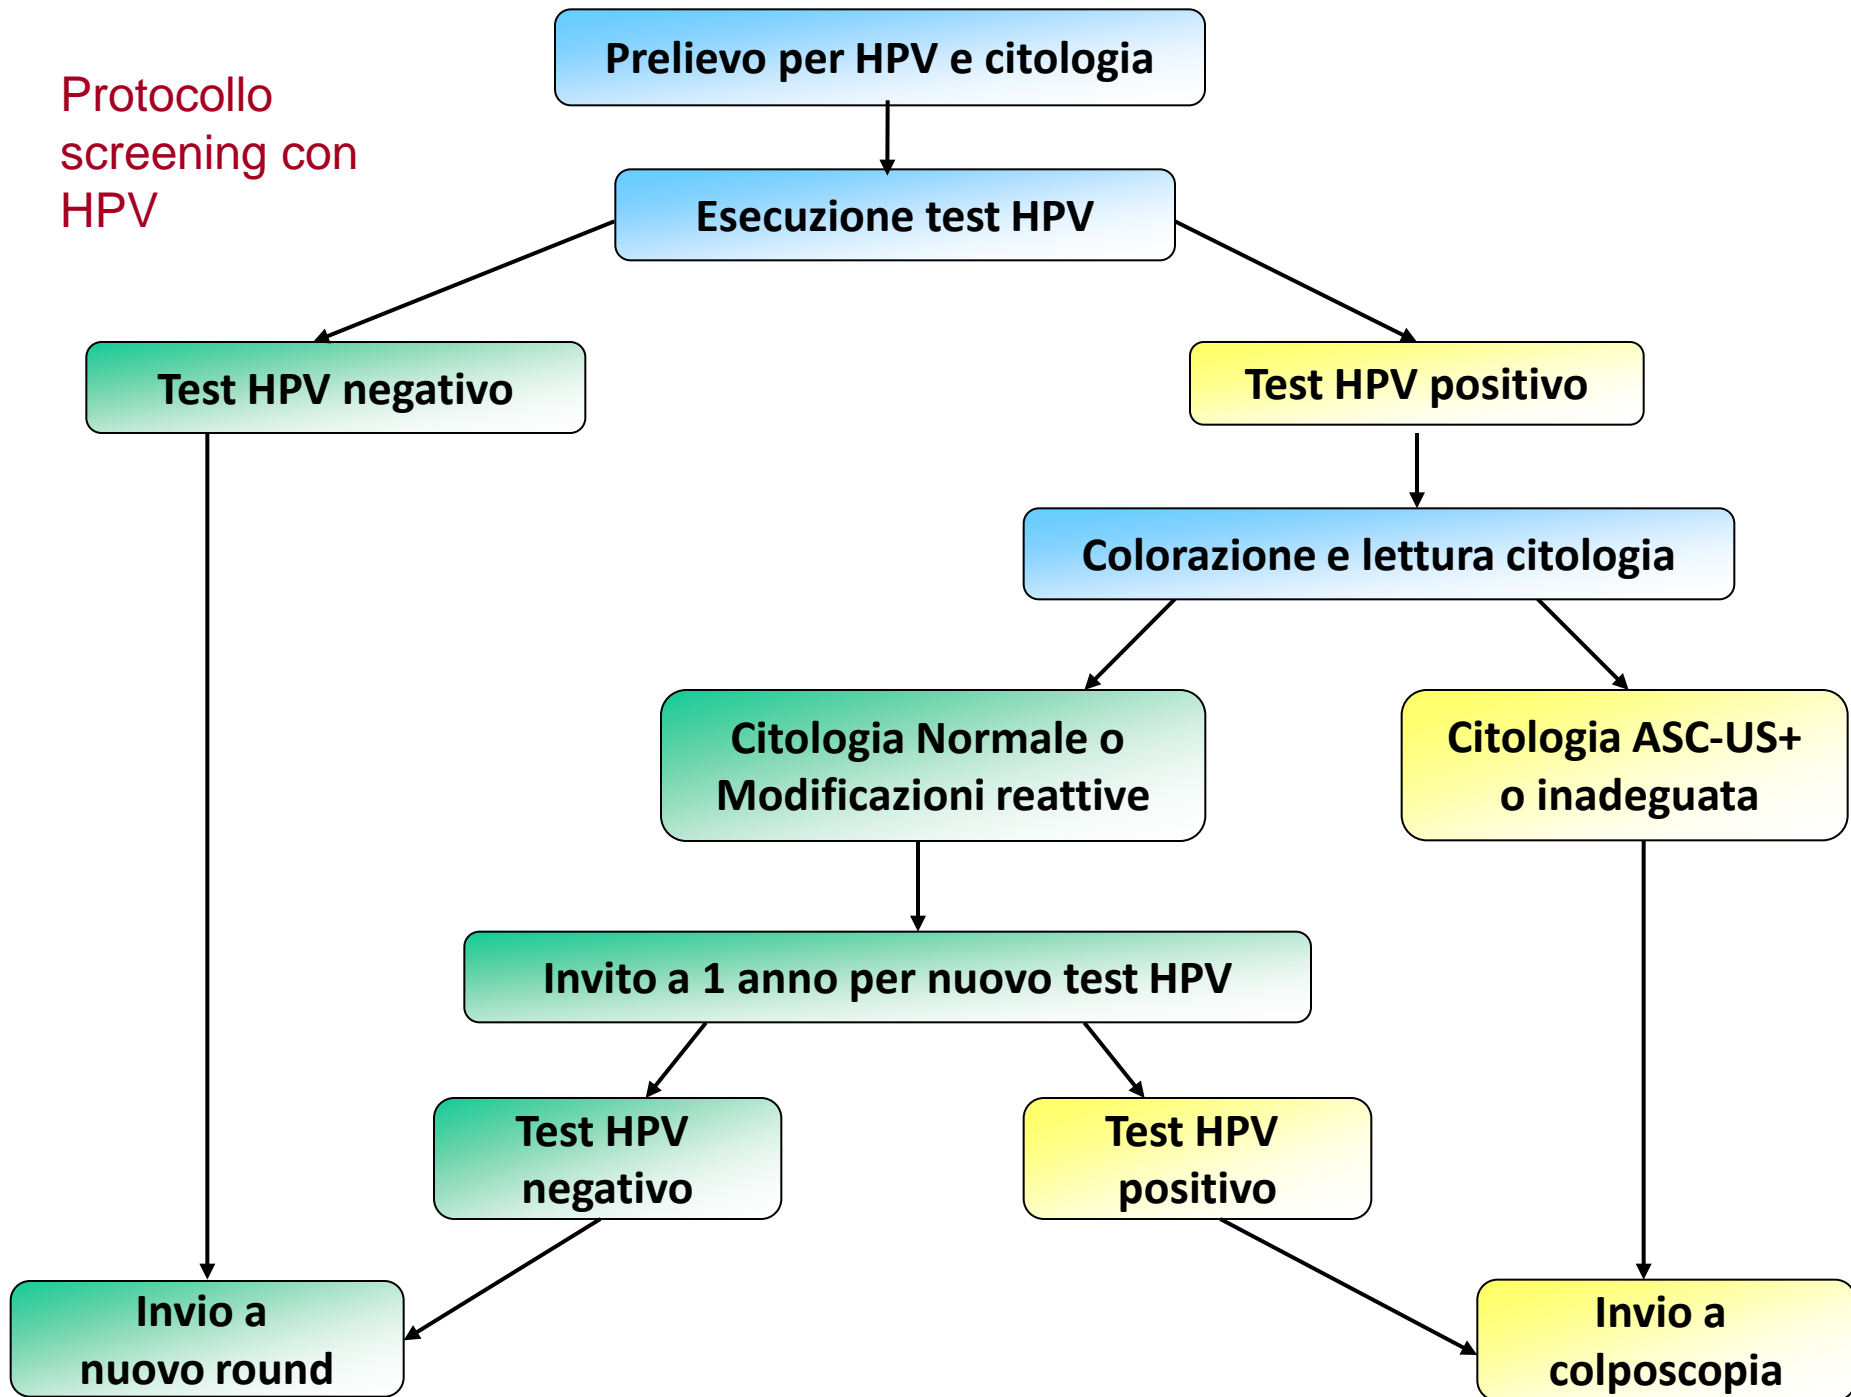 Protocollo
screening con
HPV
Prelievo per HPV e citologia
Esecuzione test HPV
Test HPV negativo
Test HPV positivo
Colorazione e lettura citologia
Citologia Normale o
Modificazioni reattive
Citologia ASC-US+
o inadeguata
Invito a 1 anno per nuovo test HPV
Test HPV
negativo
Test HPV
positivo
Invio a
nuovo round
Invio a
colposcopia